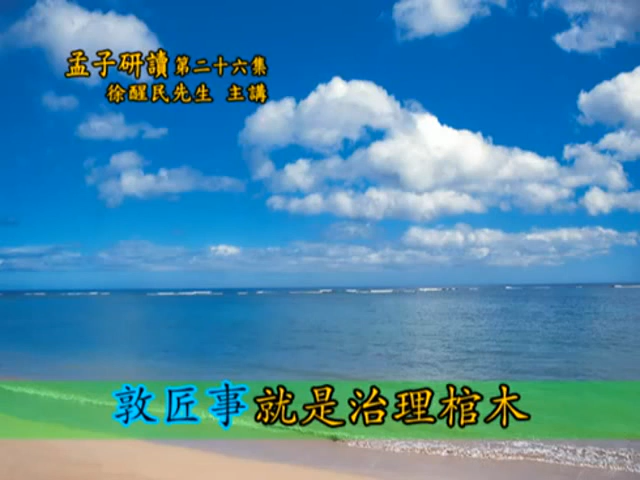 孟子研讀 第二十六集
徐醒民先生 主講
敦匠事就是治理棺木